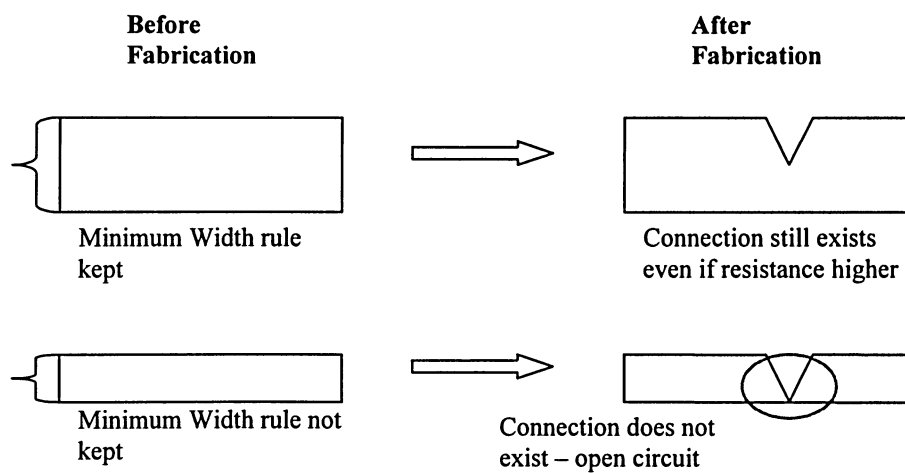 Before
Fabrication
After
Fabrication
Minimum Width rule
kept
Connection still exists
even if resistance higher
Minimum Width rule not
kept
Connection does not
exist – open circuit